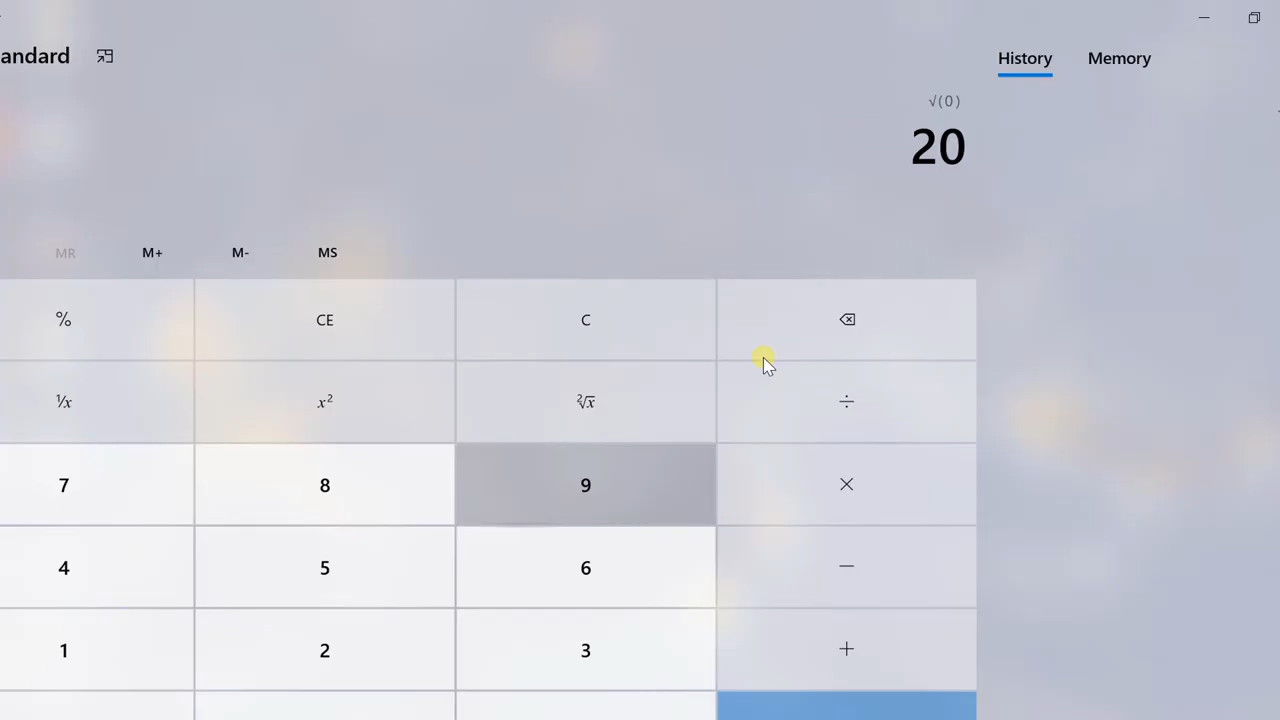 andard
History Memory
√(0)
20
MR M+ M- MS
% CE C
¹⁄x x² ²√x ÷
7 8 9 ×
4 5 6 −
1 2 3 +